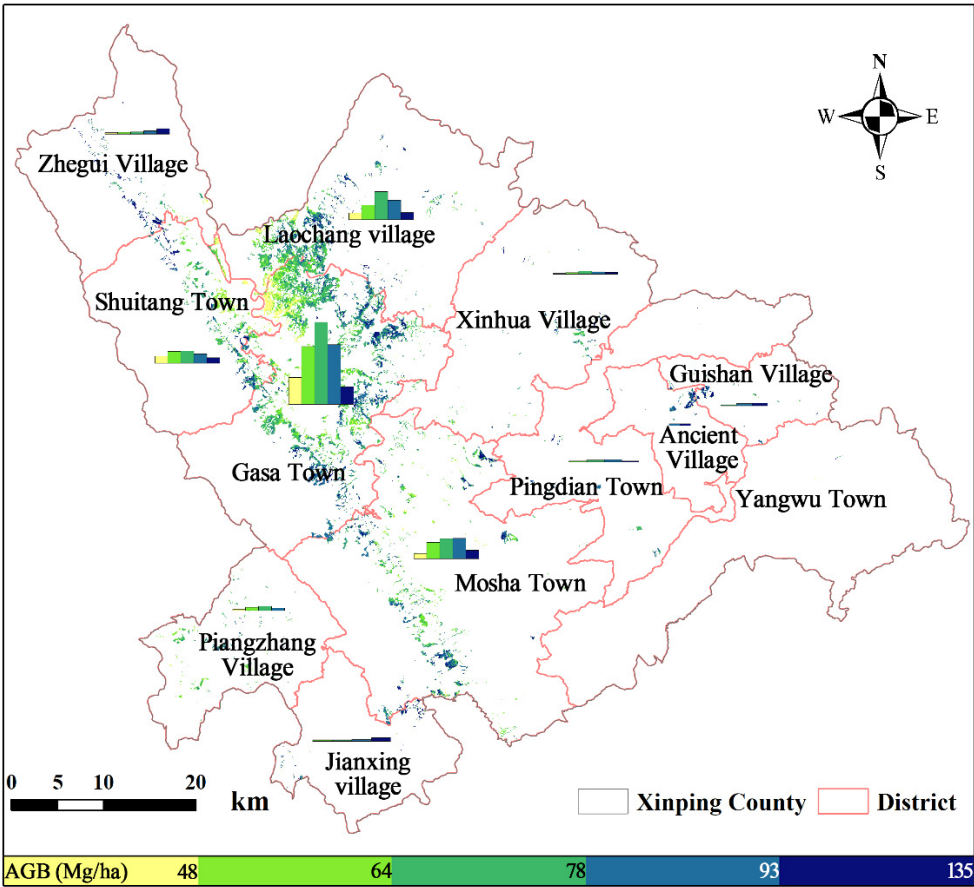 N
W E
S
Zhegui Village
Laochang village
Shuitang Town
Xinhua Village
Guishan Village
Ancient
Village
Gasa Town
Pingdian Town
Yangwu Town
Mosha Town
Piangzhang
Village
Jianxing
village
0 5 10 20
km
Xinping County
District
AGB (Mg/ha) 48 64 78 93 135